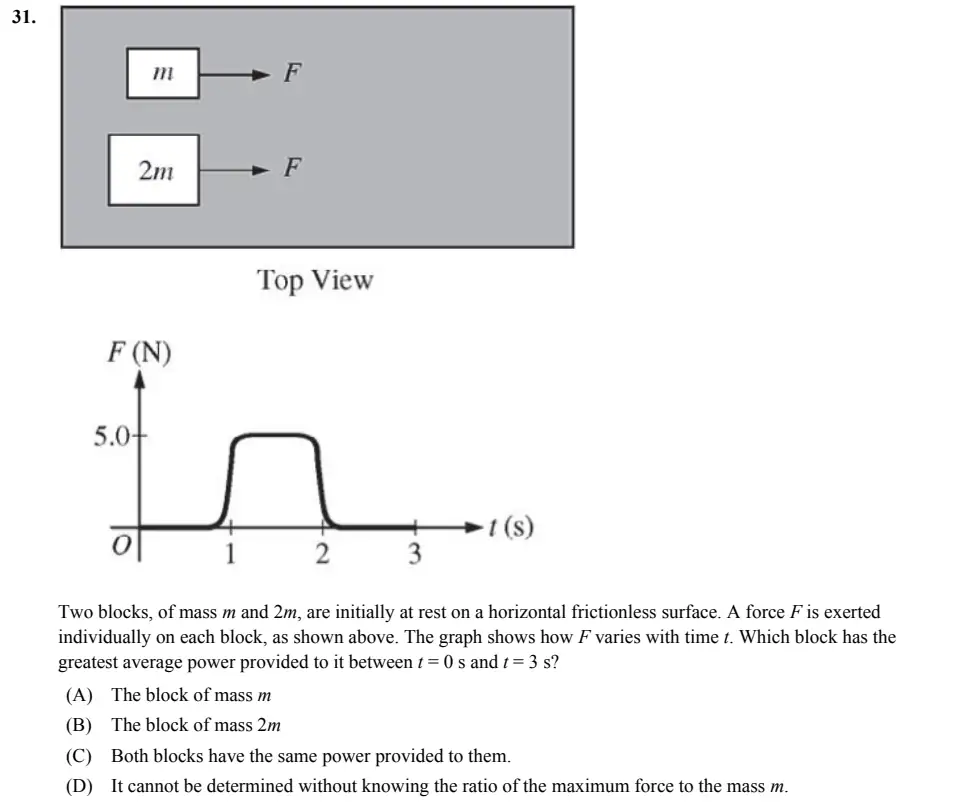 31.
m
F
2m
F
Top View
F (N)
5.0
O
1
2
3
t (s)
Two blocks, of mass m and 2m, are initially at rest on a horizontal frictionless surface. A force F is exerted
individually on each block, as shown above. The graph shows how F varies with time t. Which block has the
greatest average power provided to it between t = 0 s and t = 3 s?
(A) The block of mass m
(B) The block of mass 2m
(C) Both blocks have the same power provided to them.
(D) It cannot be determined without knowing the ratio of the maximum force to the mass m.